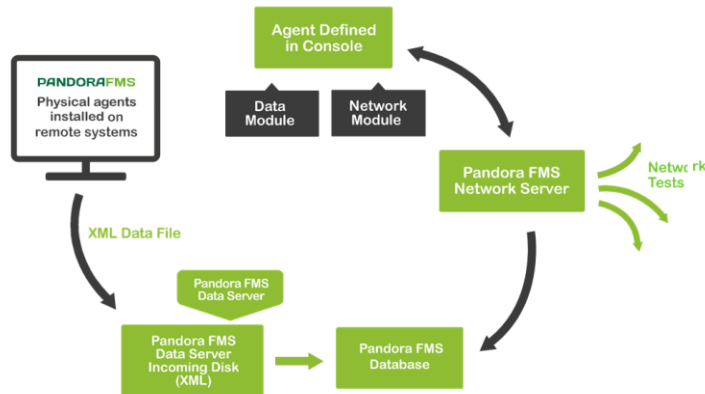 Agent Defined
in Console
PANDORAFMS
Physical agents
installed on
remote systems
Data
Module
Network
Module
Pandora FMS
Network Server
Network
Tests
XML Data File
Pandora FMS
Data Server
Pandora FMS
Data Server
Incoming Disk
(XML)
Pandora FMS
Database